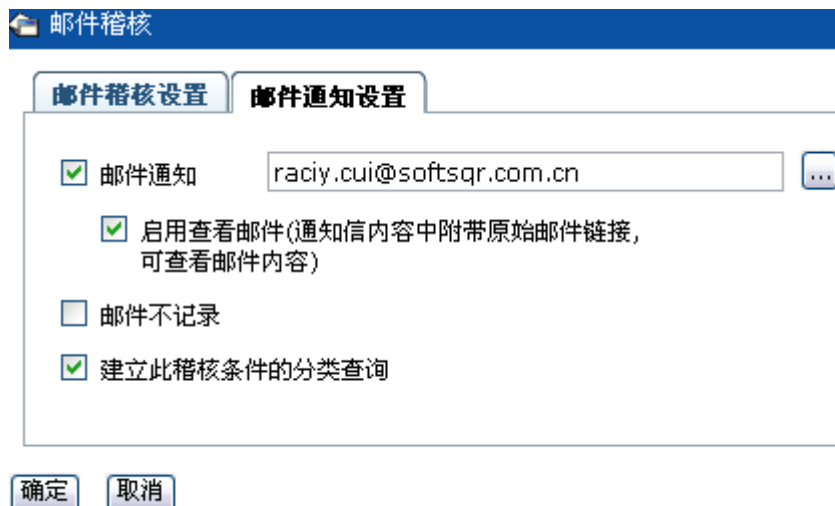 邮件稽核
邮件稽核设置 邮件通知设置
邮件通知 raciy.cui@softsqr.com.cn ...
启用查看邮件(通知信内容中附带原始邮件链接,
可查看邮件内容)
邮件不记录
建立此稽核条件的分类查询
确定 取消